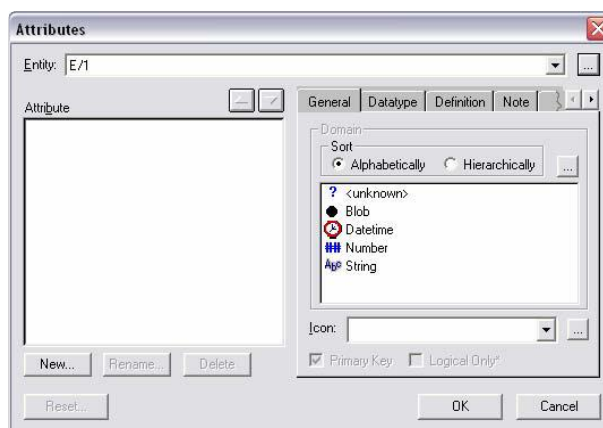 Attributes
Entity: E/1
...
Attribute
General Datatype Definition Note
Domain
Sort
Alphabetically Hierarchically
...
? <unknown>
Blob
Datetime
## Number
Abc String
Icon:
...
New... Rename... Delete
Primary Key Logical Only*
Reset...
OK Cancel